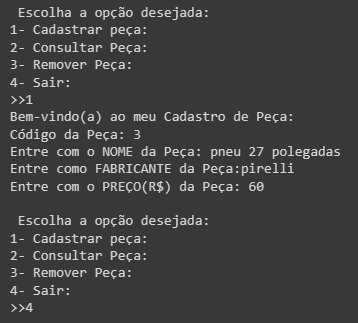 Escolha a opção desejada:
1- Cadastrar peça:
2- Consultar Peça:
3- Remover Peça:
4- Sair:
>>1
Bem-vindo(a) ao meu Cadastro de Peça:
Código da Peça: 3
Entre com o NOME da Peça: pneu 27 polegadas
Entre como FABRICANTE da Peça:pirelli
Entre com o PREÇO(R$) da Peça: 60
Escolha a opção desejada:
1- Cadastrar peça:
2- Consultar Peça:
3- Remover Peça:
4- Sair:
>>4